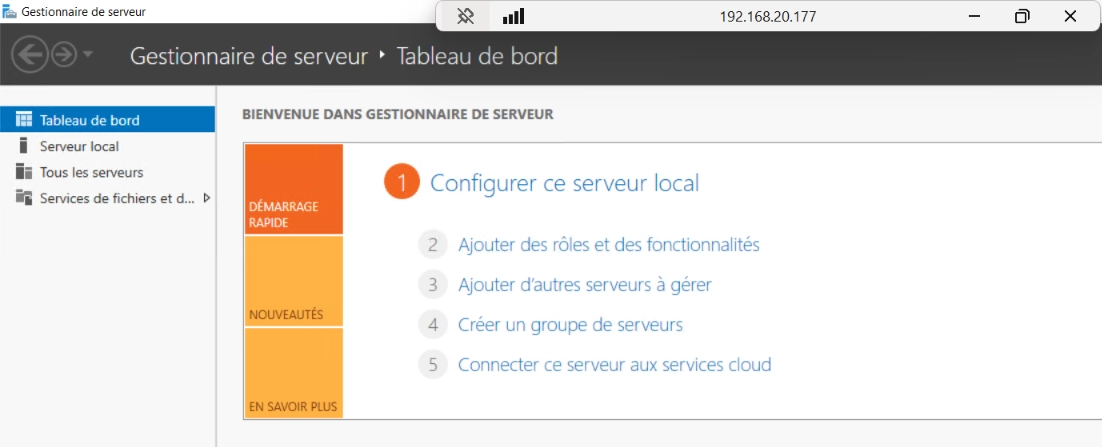 Gestionnaire de serveur
192.168.20.177
Gestionnaire de serveur ‣ Tableau de bord
Tableau de bord
Serveur local
Tous les serveurs
Services de fichiers et d...
BIENVENUE DANS GESTIONNAIRE DE SERVEUR
DÉMARRAGE
RAPIDE
NOUVEAUTÉS
EN SAVOIR PLUS
1 Configurer ce serveur local
2 Ajouter des rôles et des fonctionnalités
3 Ajouter d'autres serveurs à gérer
4 Créer un groupe de serveurs
5 Connecter ce serveur aux services cloud